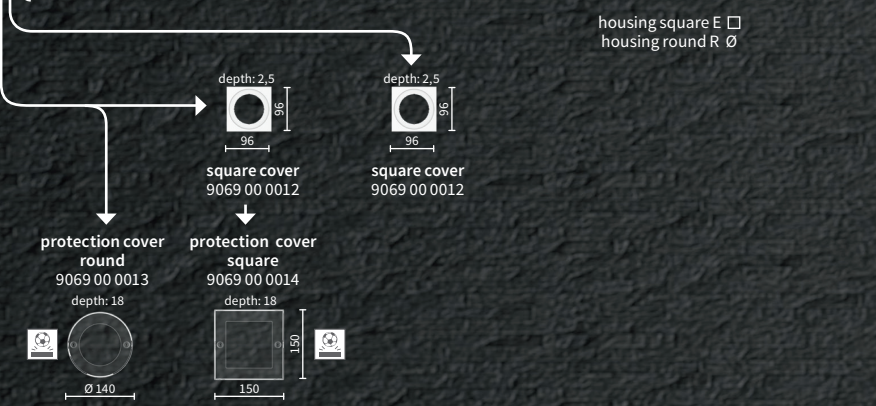 housing square E
housing round R Ø
depth: 2,5
96
96
square cover
9069 00 0012
depth: 2,5
96
96
square cover
9069 00 0012
protection cover
round
9069 00 0013
depth: 18
Ø 140
protection cover
square
9069 00 0014
depth: 18
150
150